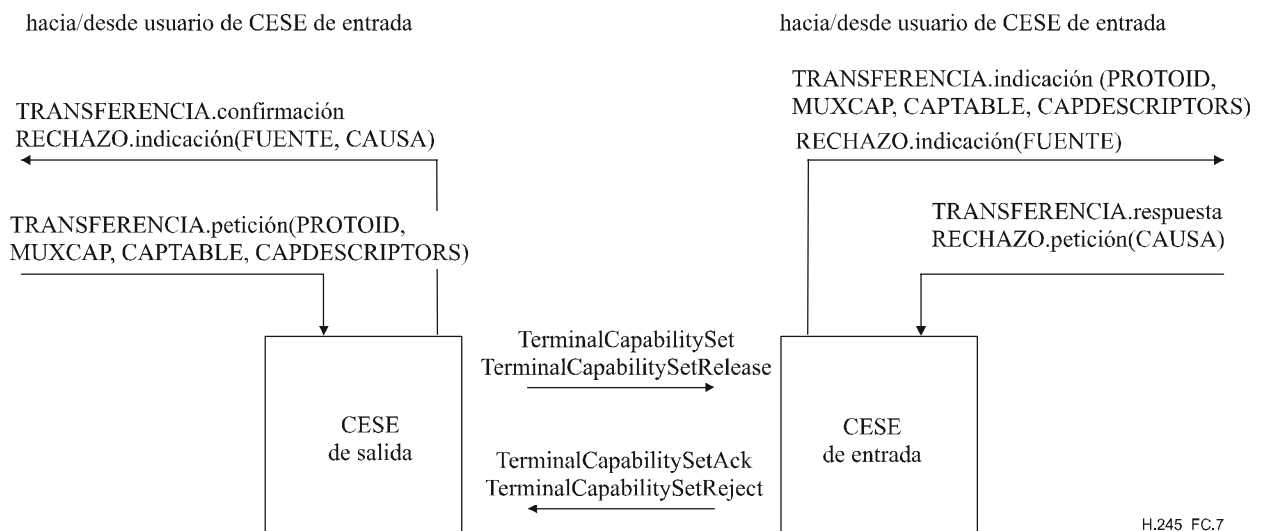 hacia/desde usuario de CESE de entrada
hacia/desde usuario de CESE de entrada
TRANSFERENCIA.confirmación
RECHAZO.indicación(FUENTE, CAUSA)
TRANSFERENCIA.indicación (PROTOID,
MUXCAP, CAPTABLE, CAPDESCRIPTORS)
RECHAZO.indicación(FUENTE)
TRANSFERENCIA.petición(PROTOID,
MUXCAP, CAPTABLE, CAPDESCRIPTORS)
TRANSFERENCIA.respuesta
RECHAZO.petición(CAUSA)
TerminalCapabilitySet
TerminalCapabilitySetRelease
CESE
de salida
CESE
de entrada
TerminalCapabilitySetAck
TerminalCapabilitySetReject
H.245_FC.7